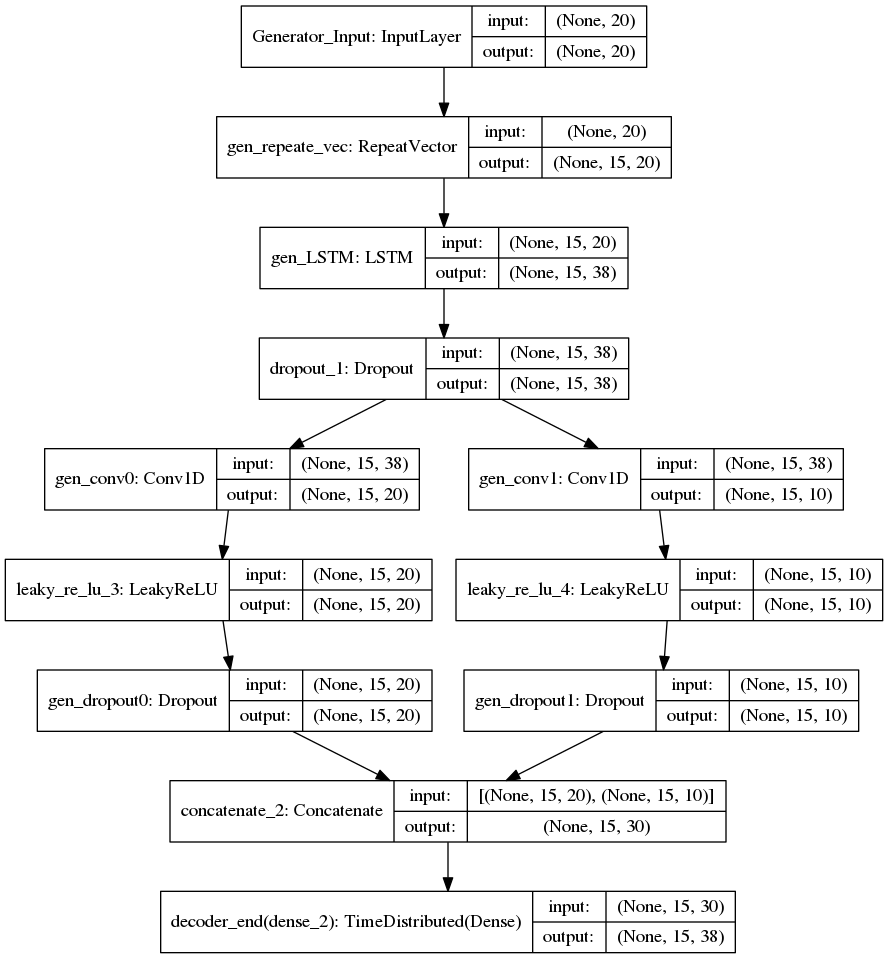 Generator_Input: InputLayer
input: (None, 20)
output: (None, 20)
gen_repeate_vec: RepeatVector
input: (None, 20)
output: (None, 15, 20)
gen_LSTM: LSTM
input: (None, 15, 20)
output: (None, 15, 38)
dropout_1: Dropout
input: (None, 15, 38)
output: (None, 15, 38)
gen_conv0: Conv1D
input: (None, 15, 38)
output: (None, 15, 20)
gen_conv1: Conv1D
input: (None, 15, 38)
output: (None, 15, 10)
leaky_re_lu_3: LeakyReLU
input: (None, 15, 20)
output: (None, 15, 20)
leaky_re_lu_4: LeakyReLU
input: (None, 15, 10)
output: (None, 15, 10)
gen_dropout0: Dropout
input: (None, 15, 20)
output: (None, 15, 20)
gen_dropout1: Dropout
input: (None, 15, 10)
output: (None, 15, 10)
concatenate_2: Concatenate
input: [(None, 15, 20), (None, 15, 10)]
output: (None, 15, 30)
decoder_end(dense_2): TimeDistributed(Dense)
input: (None, 15, 30)
output: (None, 15, 38)